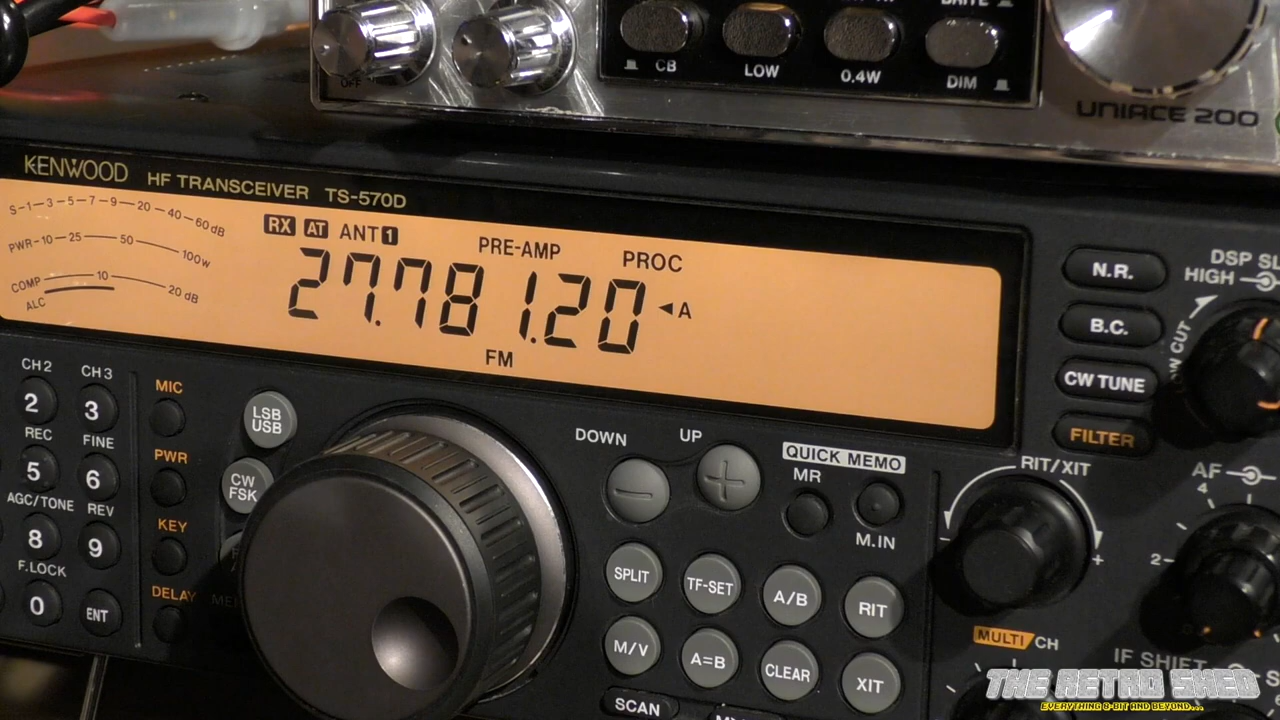 OFF
CB
LOW
0.4W
DIM
UNIACE 200
KENWOOD HF TRANSCEIVER TS-570D
S-1-3-5-7-9-20-40-60dB
PWR-10-25 50 100W
COMP 10 20 dB
ALC
RX AT ANT 1
PRE-AMP PROC
27.781.20 ◄A
FM
N.R.
B.C.
CW TUNE
FILTER
HIGH
CH2 CH3
2 3
REC FINE
5 6
AGC/TONE REV
8 9
F.LOCK
0 ENT
MIC
PWR
KEY
DELAY
LSB
USB
CW
FSK
DOWN UP
− +
QUICK MEMO
MR
M.IN
SPLIT TF-SET A/B RIT
M/V A=B CLEAR XIT
SCAN
RIT/XIT
− +
AF
4
2
MULTI/CH
IF SHIFT
THE RETRO SHED
EVERYTHING 8-BIT AND BEYOND...